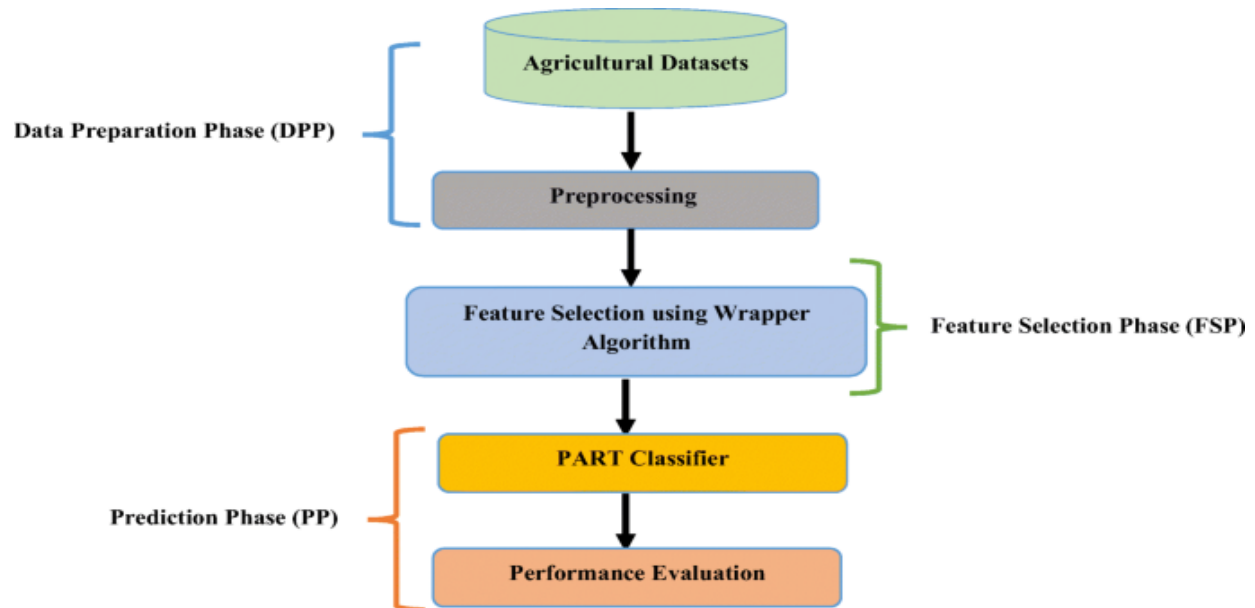 Agricultural Datasets
Data Preparation Phase (DPP)
Preprocessing
Feature Selection using Wrapper
Algorithm
Feature Selection Phase (FSP)
PART Classifier
Prediction Phase (PP)
Performance Evaluation